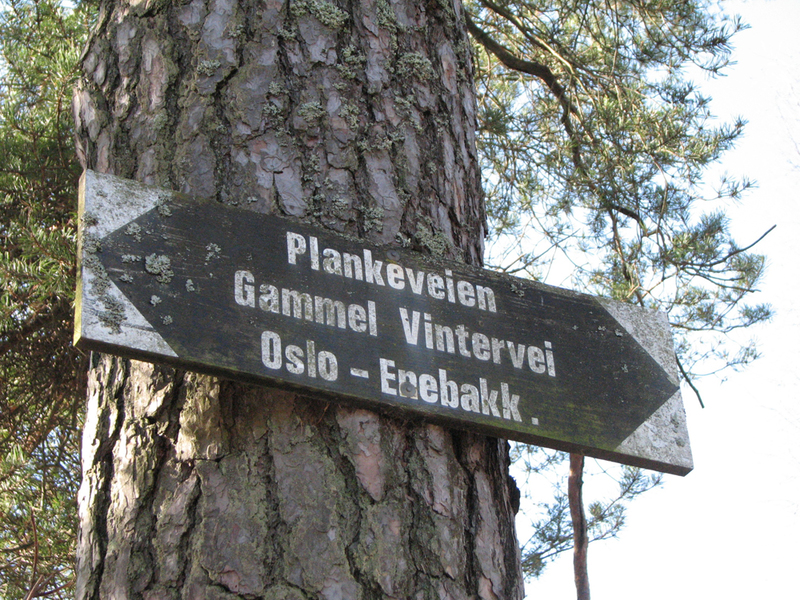 Plankeveien
Gammel Vintervei
Oslo - Enebakk.